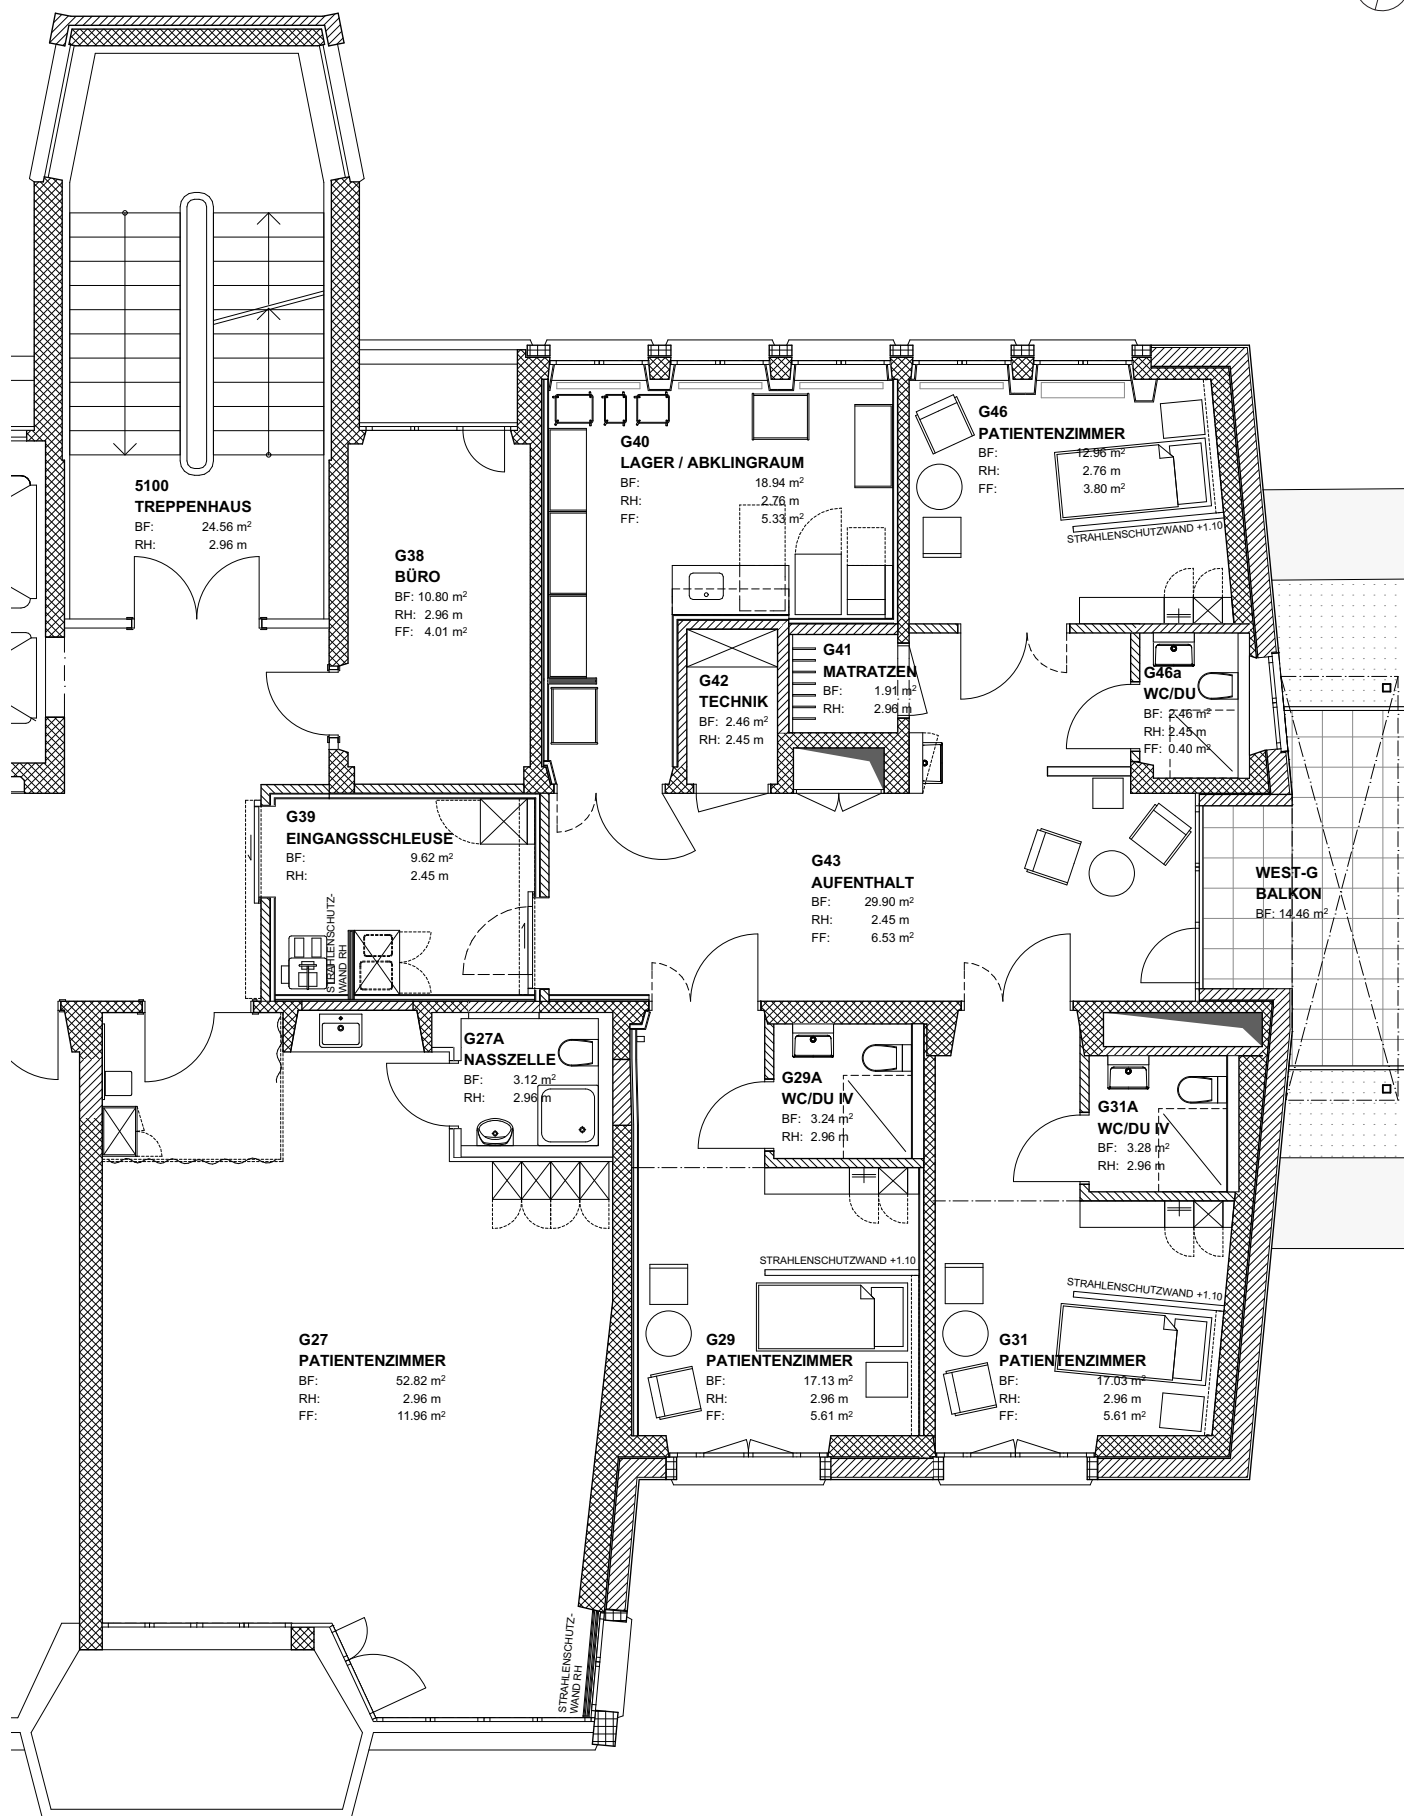 G46
PATIENTENZIMMER
BF: 12.96 m²
RH: 2.76 m
FF: 3.80 m²
STRAHLENSCHUTZWAND +1.10
G40
LAGER / ABKLINGRAUM
BF: 18.94 m²
RH: 2.76 m
FF: 5.33 m²
5100
TREPPENHAUS
BF: 24.56 m²
RH: 2.96 m
G38
BÜRO
BF: 10.80 m²
RH: 2.96 m
FF: 4.01 m²
G41
MATRATZEN
BF: 1.91 m²
RH: 2.96 m
G42
TECHNIK
BF: 2.46 m²
RH: 2.45 m
G46a
WC/DU
BF: 2.46 m²
RH: 2.45 m
FF: 0.40 m²
G39
EINGANGSSCHLEUSE
BF: 9.62 m²
RH: 2.45 m
STRAHLENSCHUTZ-
WAND RH
G43
AUFENTHALT
BF: 29.90 m²
RH: 2.45 m
FF: 6.53 m²
WEST-G
BALKON
BF: 14.46 m²
G27A
NASSZELLE
BF: 3.12 m²
RH: 2.96 m
G29A
WC/DU IV
BF: 3.24 m²
RH: 2.96 m
G31A
WC/DU IV
BF: 3.28 m²
RH: 2.96 m
STRAHLENSCHUTZWAND +1.10
STRAHLENSCHUTZWAND +1.10
G27
PATIENTENZIMMER
BF: 52.82 m²
RH: 2.96 m
FF: 11.96 m²
G29
PATIENTENZIMMER
BF: 17.13 m²
RH: 2.96 m
FF: 5.61 m²
G31
PATIENTENZIMMER
BF: 17.03 m²
RH: 2.96 m
FF: 5.61 m²
STRAHLENSCHUTZ-
WAND RH